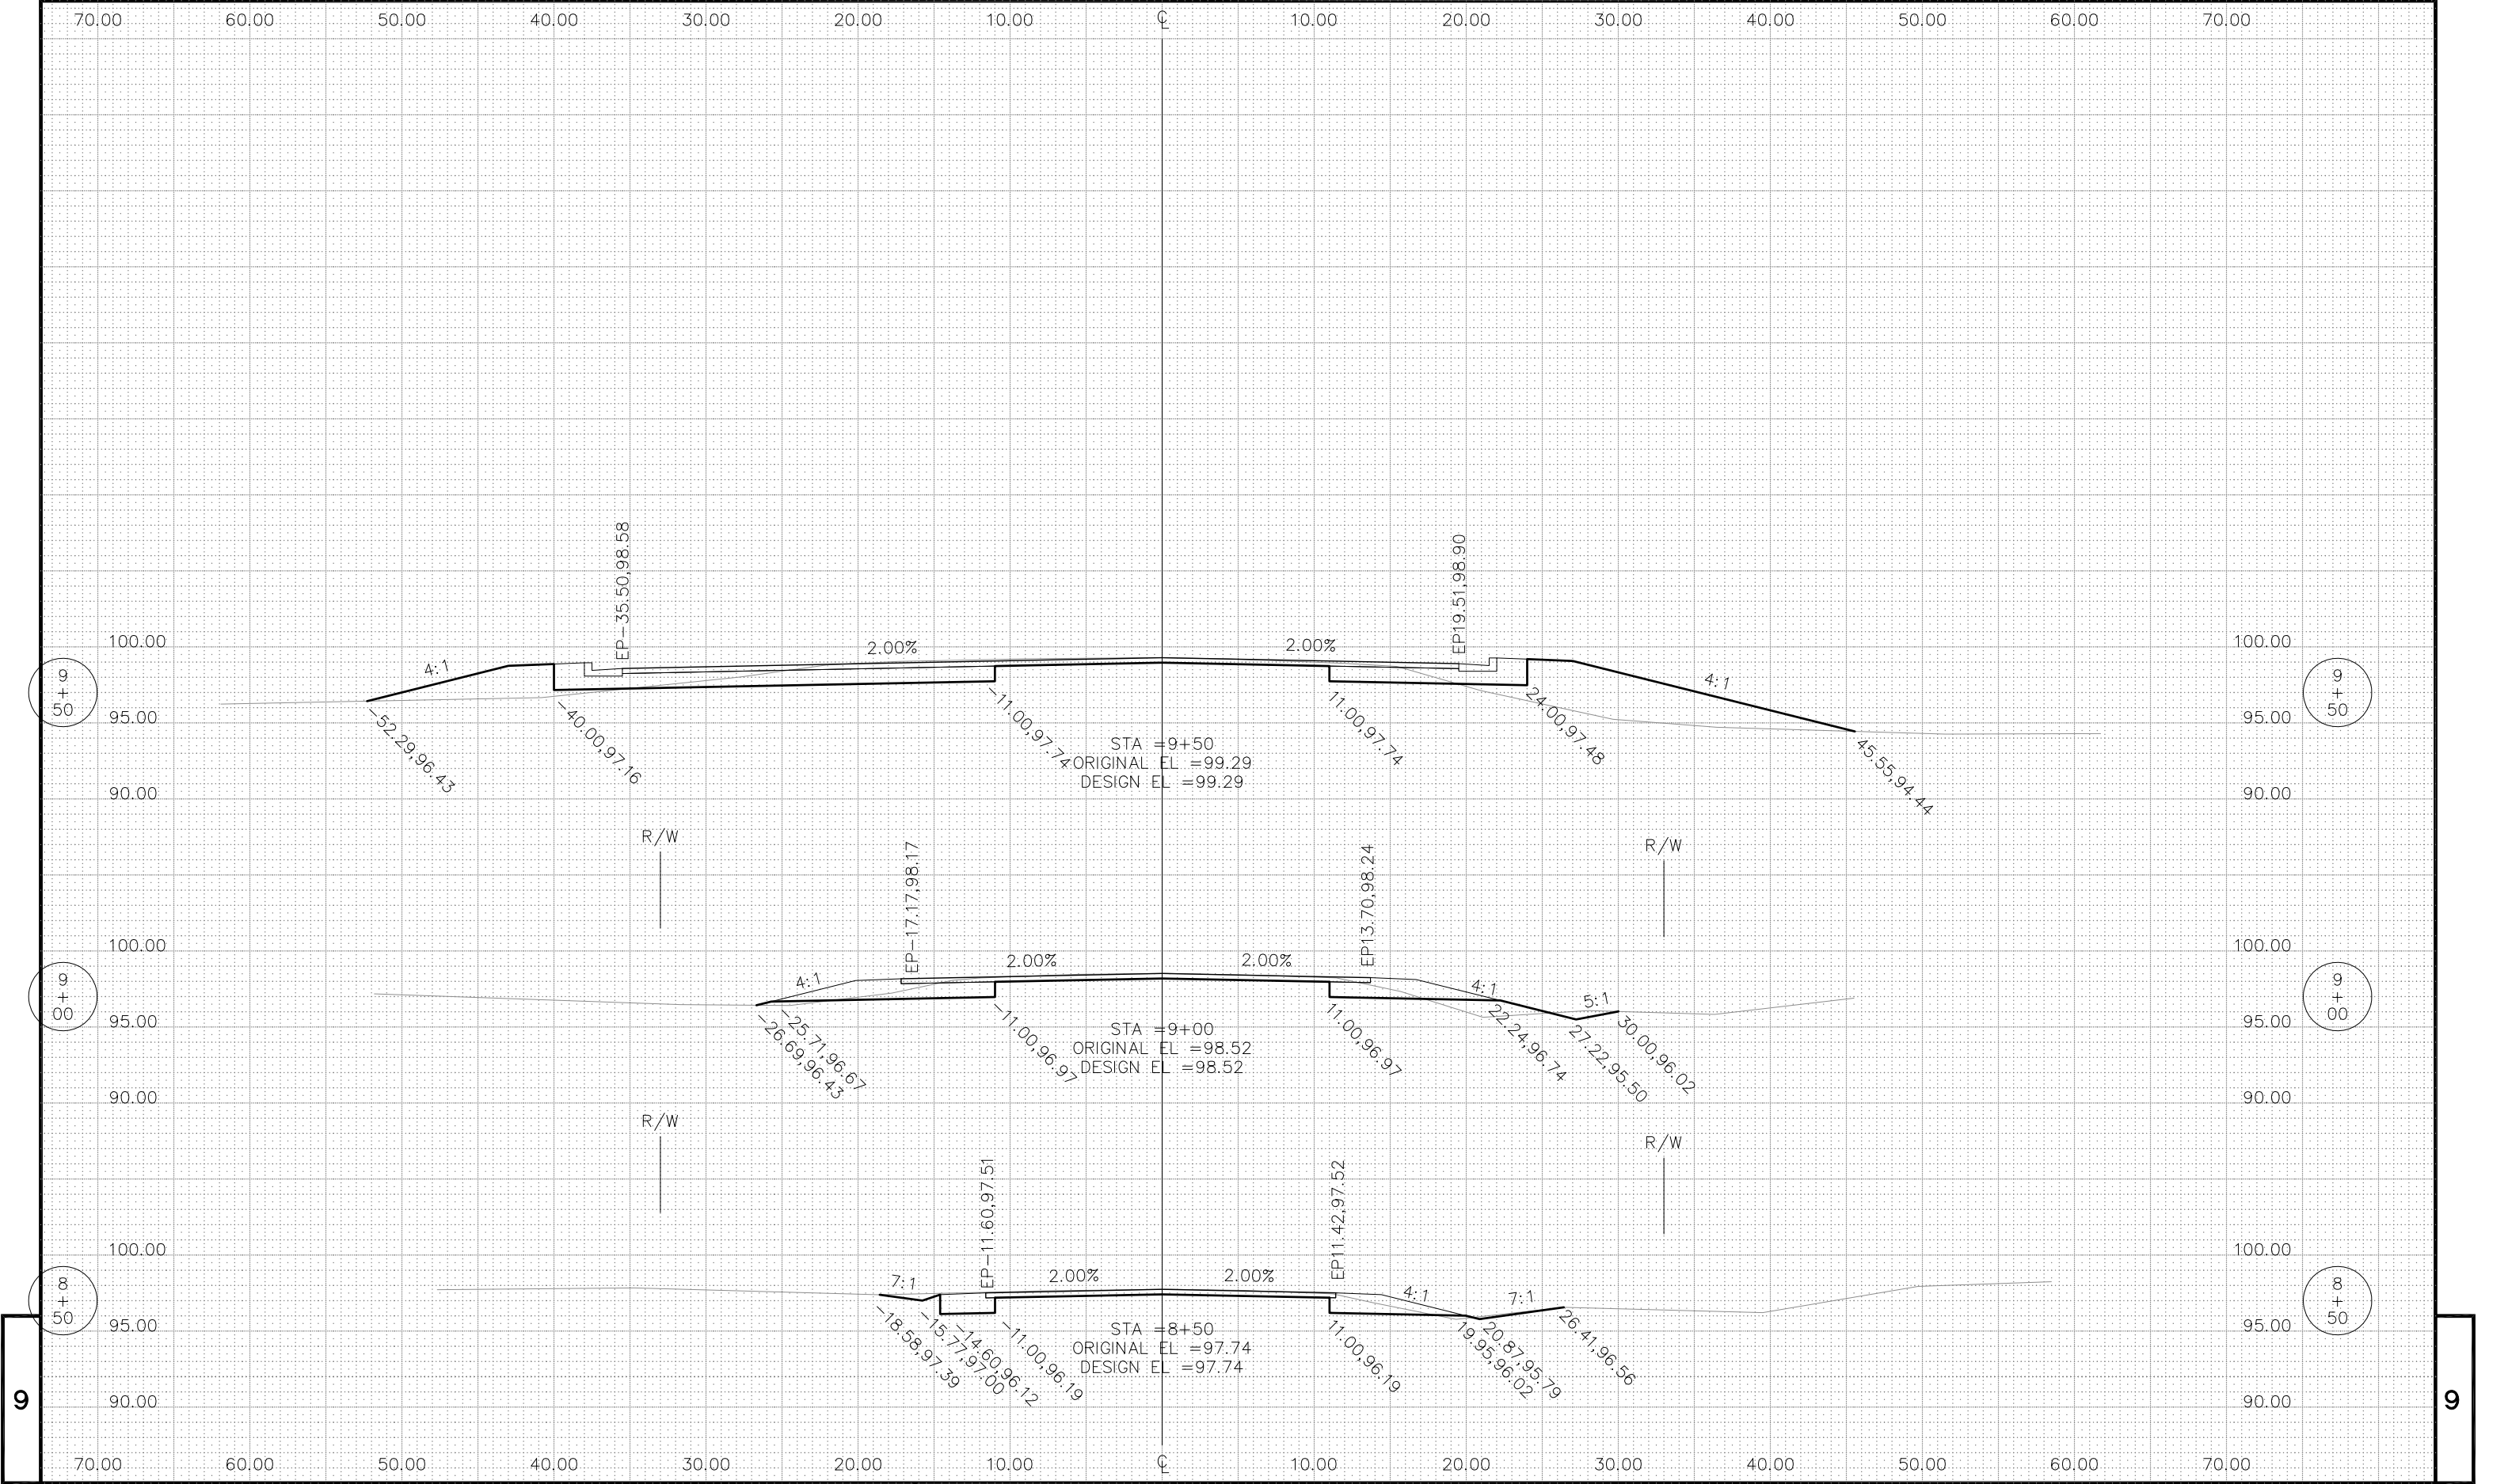 70.00 60.00 50.00 40.00 30.00 20.00 10.00 ℄ 10.00 20.00 30.00 40.00 50.00 60.00 70.00
EP-35.50,98.58
EP19.51,98.90
100.00 2.00% 2.00% 100.00
4:1 4:1
9
+
50
9
+
50
95.00 95.00
-52.29,96.43
-40.00,97.16
-11.00,97.74
11.00,97.74
24.00,97.48
45.55,94.44
STA =9+50
ORIGINAL EL =99.29
DESIGN EL =99.29
90.00 90.00
R/W R/W
EP-17.17,98.17
EP13.70,98.24
100.00 2.00% 2.00% 100.00
4:1 4:1 5:1
9
+
00
9
+
00
95.00 95.00
-26.69,96.43
-25.71,96.67
-11.00,96.97
11.00,96.97
22.24,96.74
27.22,95.50
30.00,96.02
STA =9+00
ORIGINAL EL =98.52
DESIGN EL =98.52
90.00 90.00
R/W R/W
EP-11.60,97.51
EP11.42,97.52
100.00 100.00
7:1 2.00% 2.00% 4:1 7:1
8
+
50
8
+
50
95.00 95.00
-18.58,97.39
-15.77,97.00
-14.60,96.12
-11.00,96.19
11.00,96.19
19.95,96.02
20.87,95.79
26.41,96.56
STA =8+50
ORIGINAL EL =97.74
DESIGN EL =97.74
90.00 90.00
9 9
70.00 60.00 50.00 40.00 30.00 20.00 10.00 ℄ 10.00 20.00 30.00 40.00 50.00 60.00 70.00